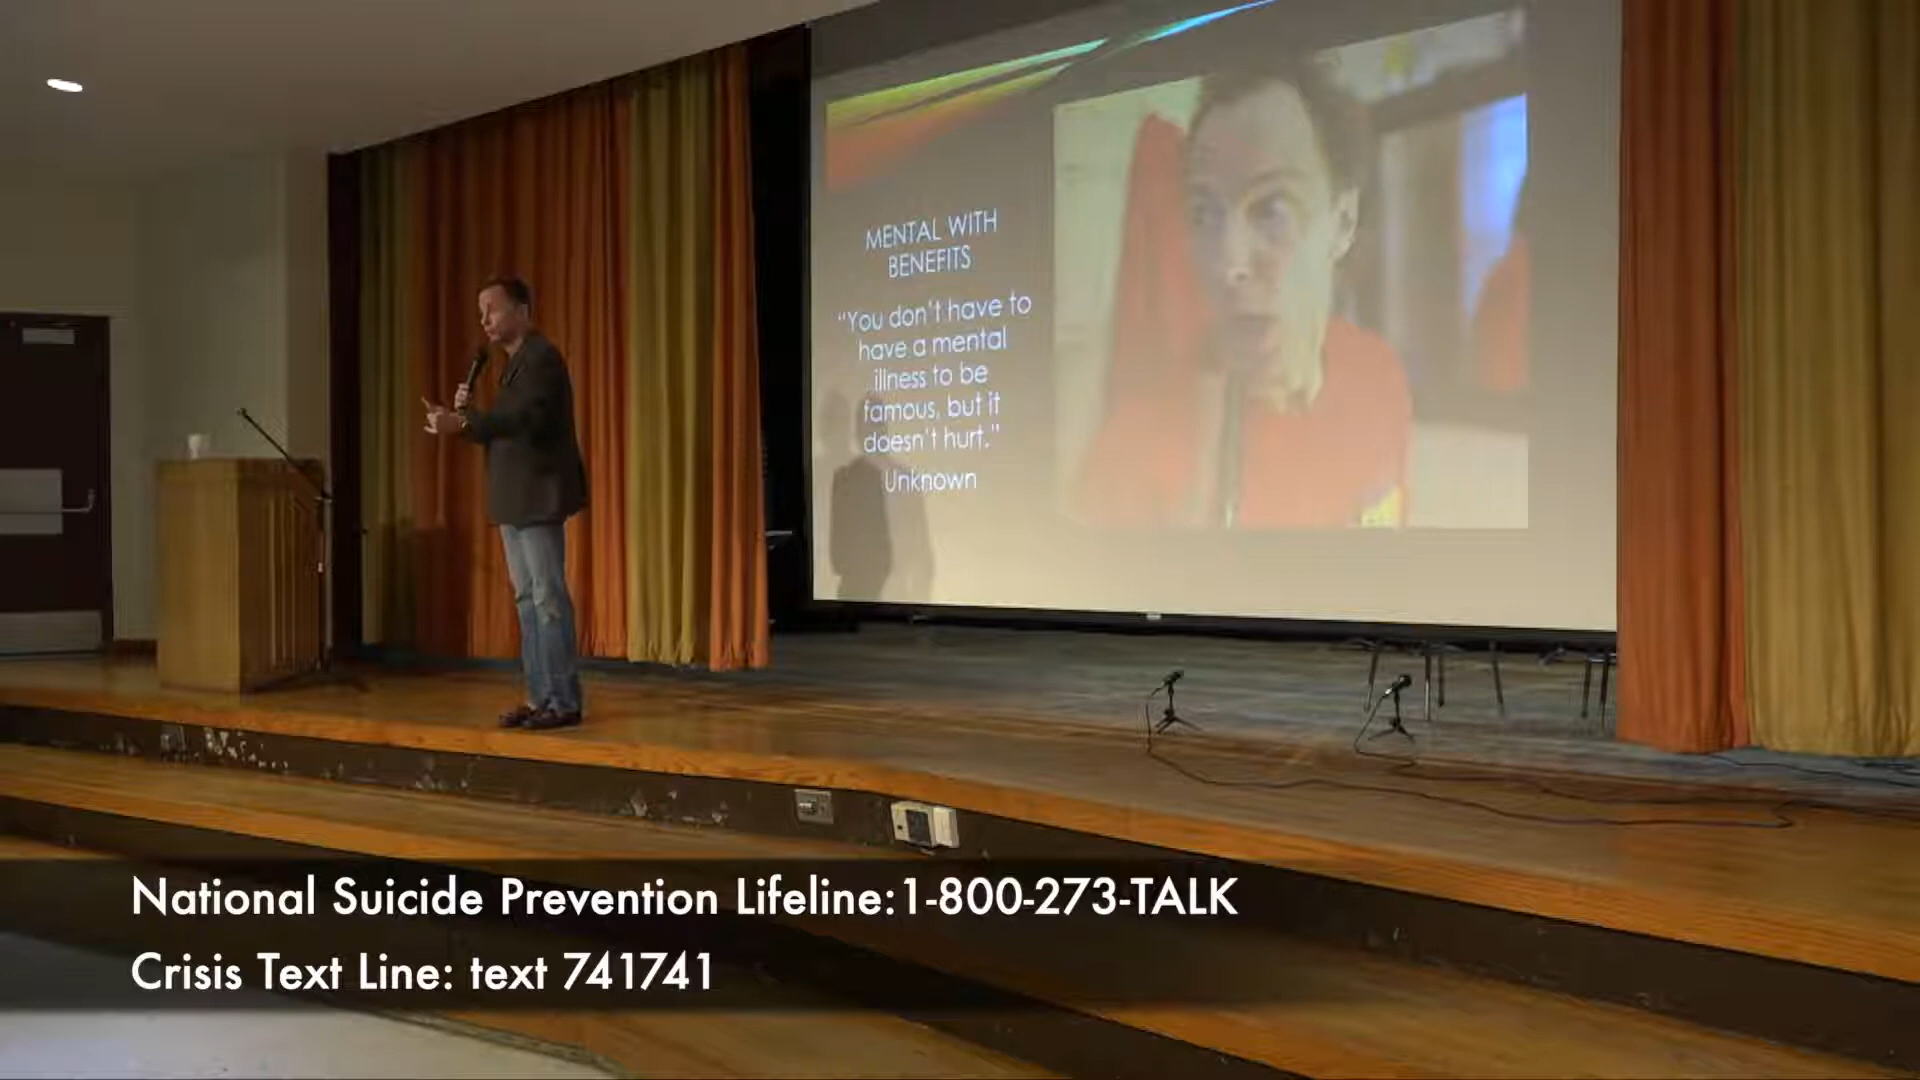 MENTAL WITH
BENEFITS
“You don’t have to
have a mental
illness to be
famous, but it
doesn’t hurt.”
Unknown
National Suicide Prevention Lifeline:1-800-273-TALK
Crisis Text Line: text 741741